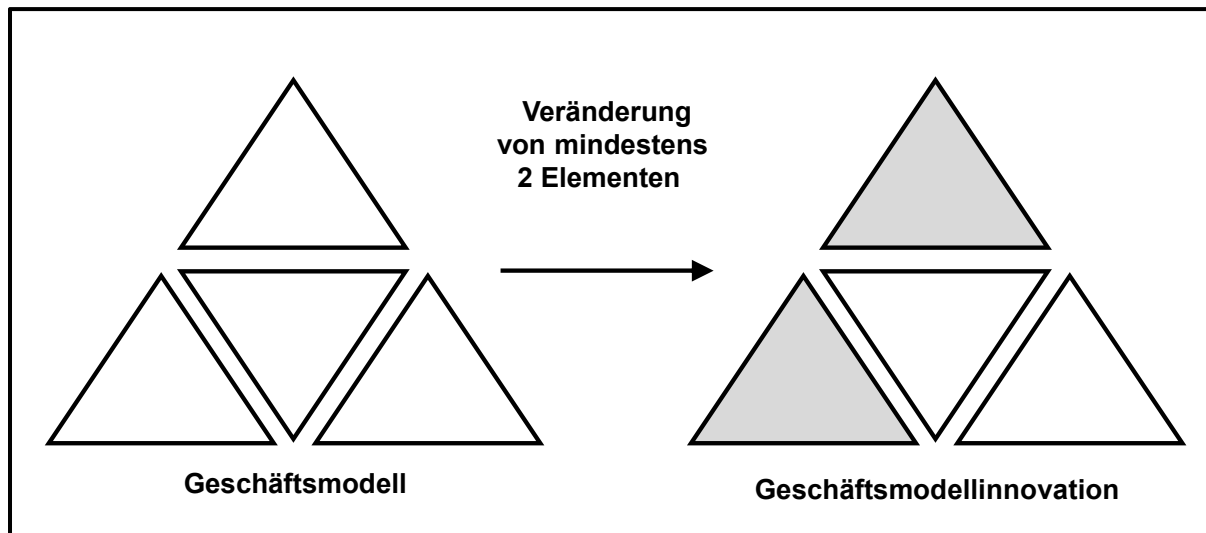 Veränderung
von mindestens
2 Elementen
Geschäftsmodell
Geschäftsmodellinnovation